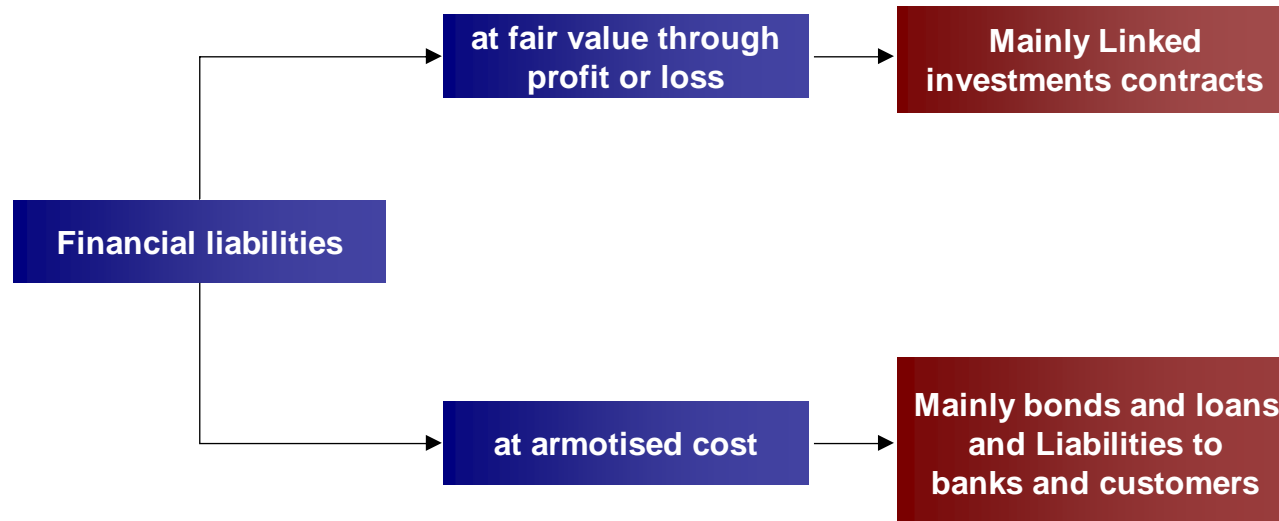 at fair value through
profit or loss
Mainly Linked
investments contracts
Financial liabilities
at armotised cost
Mainly bonds and loans
and Liabilities to
banks and customers